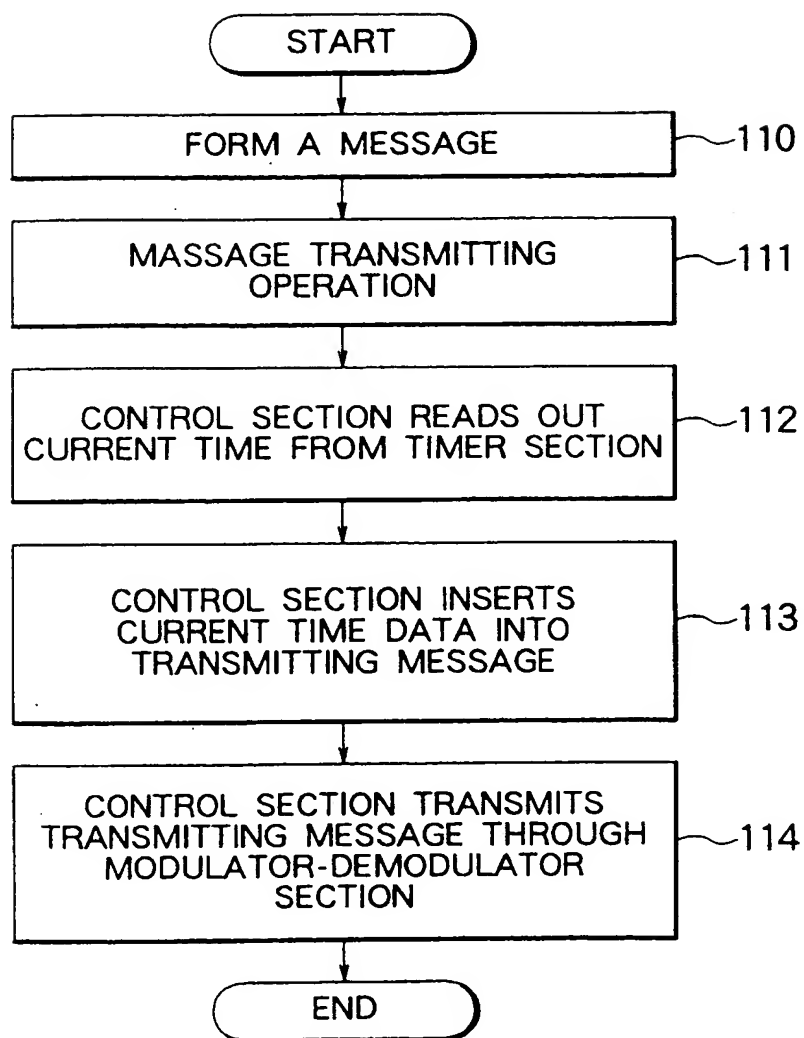 START
FORM A MESSAGE
110
MASSAGE TRANSMITTING
OPERATION
111
CONTROL SECTION READS OUT
CURRENT TIME FROM TIMER SECTION
112
CONTROL SECTION INSERTS
CURRENT TIME DATA INTO
TRANSMITTING MESSAGE
113
CONTROL SECTION TRANSMITS
TRANSMITTING MESSAGE THROUGH
MODULATOR-DEMODULATOR
SECTION
114
END